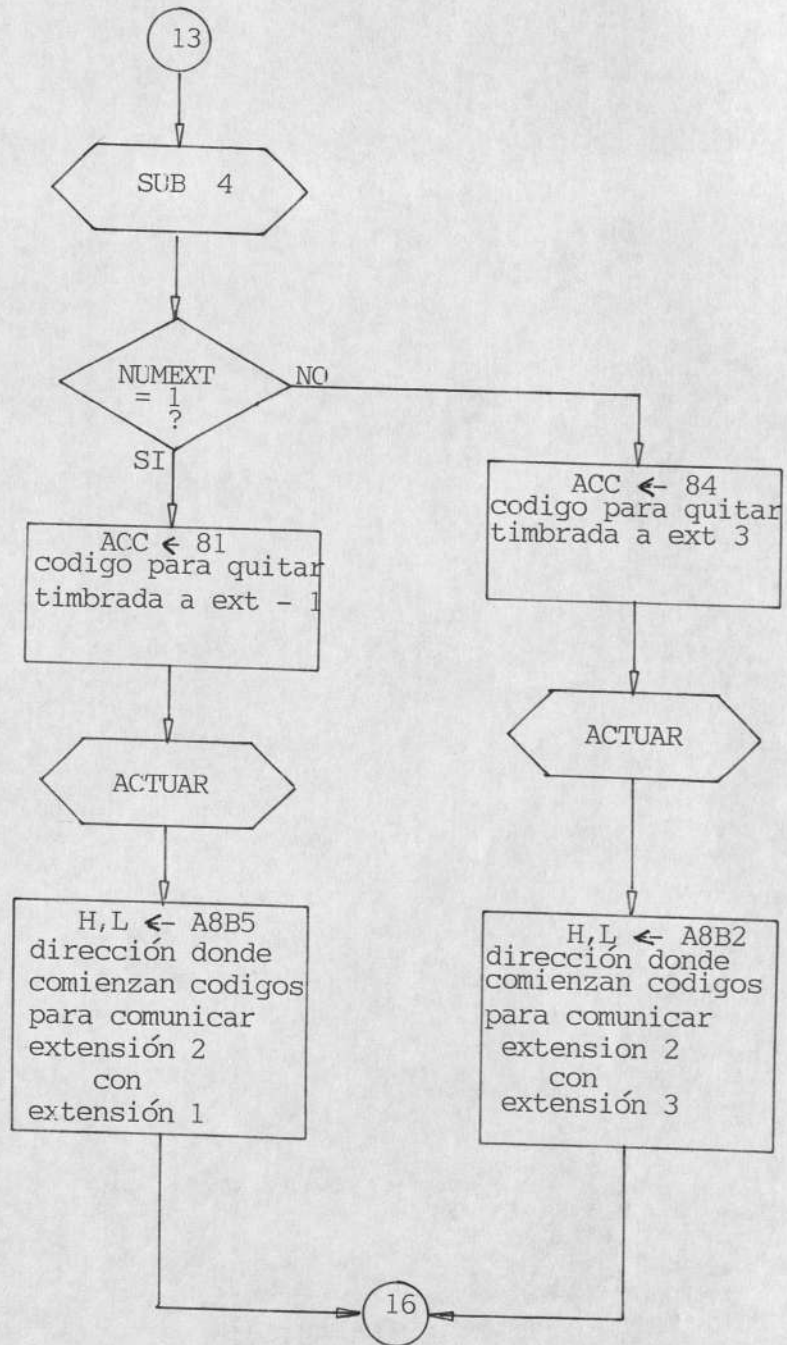 13
SUB 4
NUMEXT
= 1
?
NO
SI
ACC <- 81
codigo para quitar
timbrada a ext - 1
ACTUAR
H,L <- A8B5
dirección donde
comienzan codigos
para comunicar
extensión 2
con
extensión 1
ACC <- 84
codigo para quitar
timbrada a ext 3
ACTUAR
H,L <- A8B2
dirección donde
comienzan codigos
para comunicar
extension 2
con
extensión 3
16